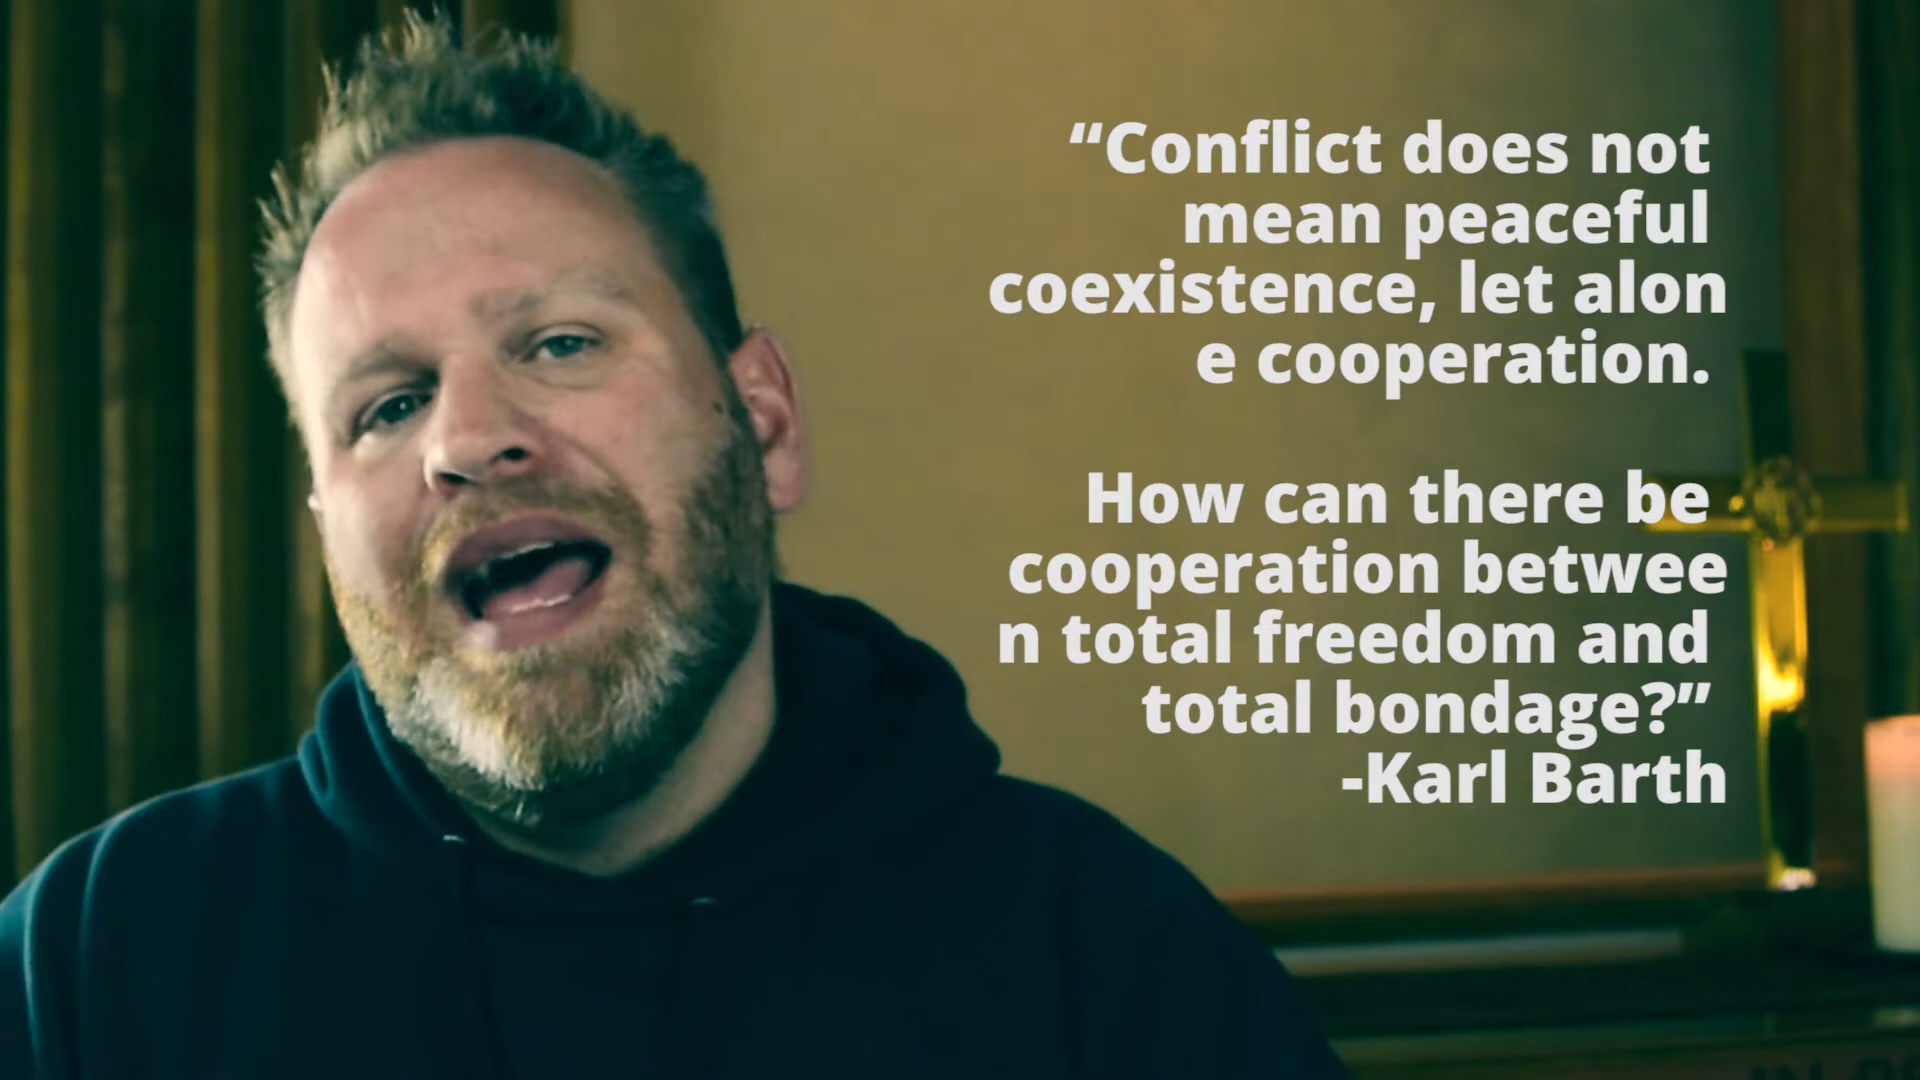 “Conflict does not
mean peaceful
coexistence, let alon
e cooperation.
How can there be
cooperation betwee
n total freedom and
total bondage?”
-Karl Barth